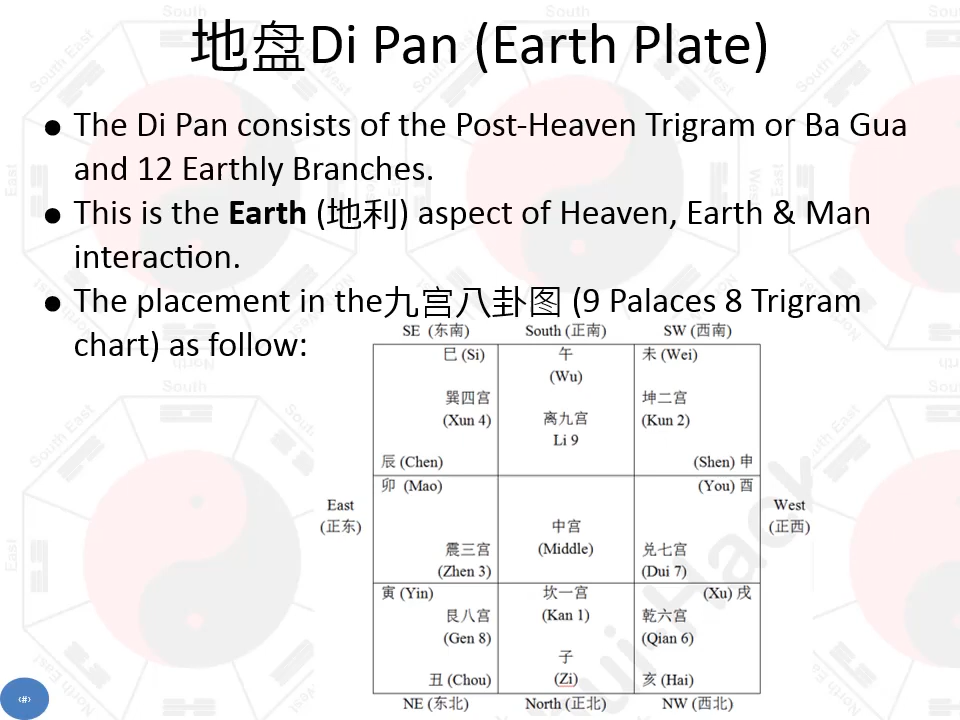 地盘Di Pan (Earth Plate)
● The Di Pan consists of the Post-Heaven Trigram or Ba Gua
and 12 Earthly Branches.
● This is the Earth (地利) aspect of Heaven, Earth & Man
interaction.
● The placement in the九宫八卦图 (9 Palaces 8 Trigram
chart) as follow:
SE (东南) South (正南) SW (西南)
巳 (Si) 午 未 (Wei)
(Wu)
巽四宫 坤二宫
(Xun 4) 离九宫 (Kun 2)
Li 9
辰 (Chen) (Shen) 申
卯 (Mao) (You) 酉
East West
(正东) 中宫 (正西)
震三宫 (Middle) 兑七宫
(Zhen 3) (Dui 7)
寅 (Yin) 坎一宫 (Xu) 戌
艮八宫 (Kan 1) 乾六宫
(Gen 8) (Qian 6)
子
丑 (Chou) (Zi) 亥 (Hai)
NE (东北) North (正北) NW (西北)
‹#›